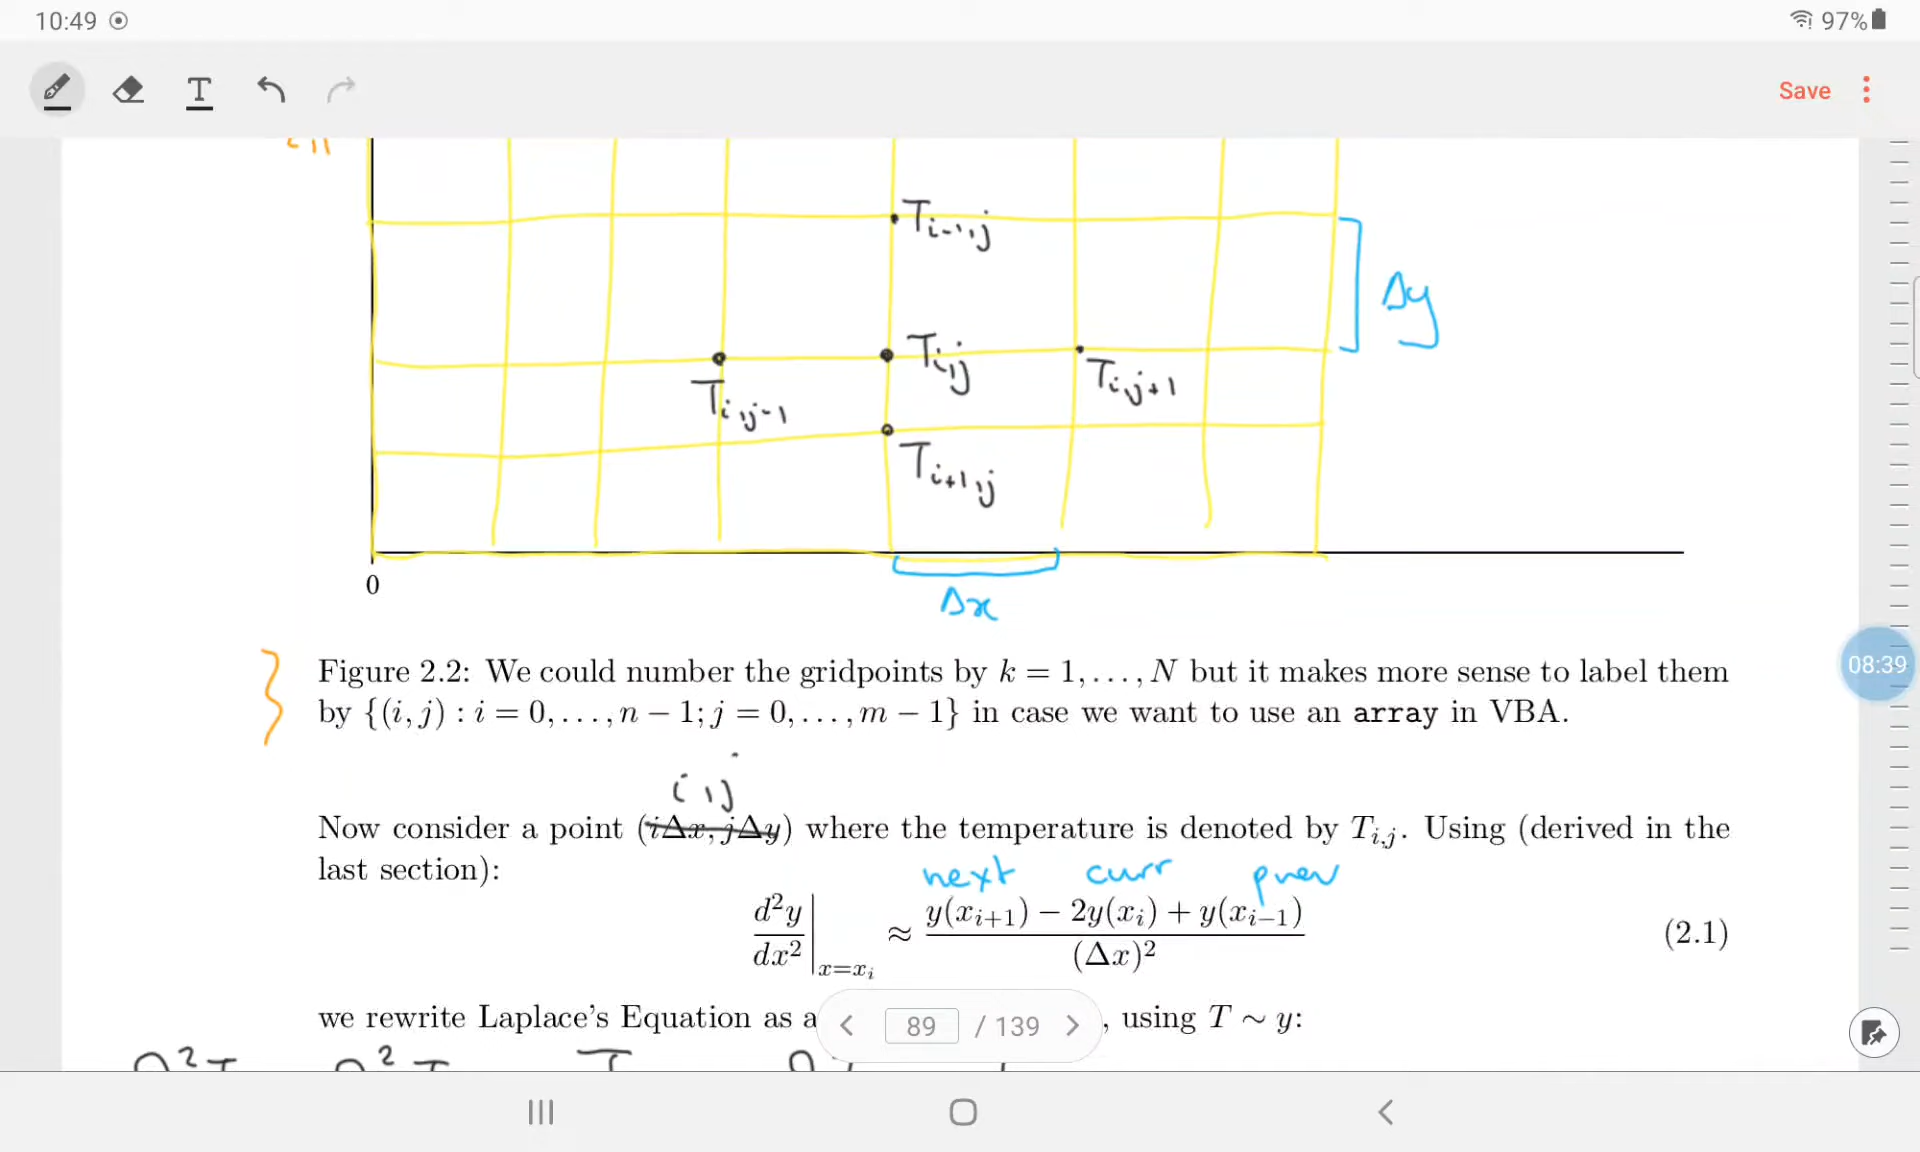 10:49
97%
T
Save
T_{i-1,j}
Δy
T_{i,j}
T_{i,j+1}
T_{i,j-1}
T_{i+1,j}
0
Δx
Figure 2.2: We could number the gridpoints by k = 1, . . . , N but it makes more sense to label them
by {(i, j) : i = 0, . . . , n − 1; j = 0, . . . , m − 1} in case we want to use an array in VBA.
08:39
i,j
Now consider a point (iΔx, jΔy) where the temperature is denoted by T_{i,j}. Using (derived in the
last section):
next curr prev
d²y/dx² |_{x=x_i} ≈ (y(x_{i+1}) − 2y(x_i) + y(x_{i−1}))/(Δx)² (2.1)
we rewrite Laplace's Equation as a , using T ∼ y:
89 / 139